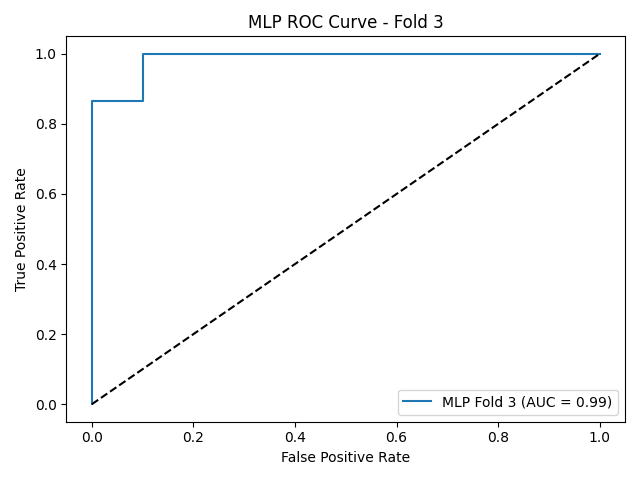 MLP ROC Curve - Fold 3
True Positive Rate
1.0
0.8
0.6
0.4
0.2
0.0
MLP Fold 3 (AUC = 0.99)
0.0 0.2 0.4 0.6 0.8 1.0
False Positive Rate